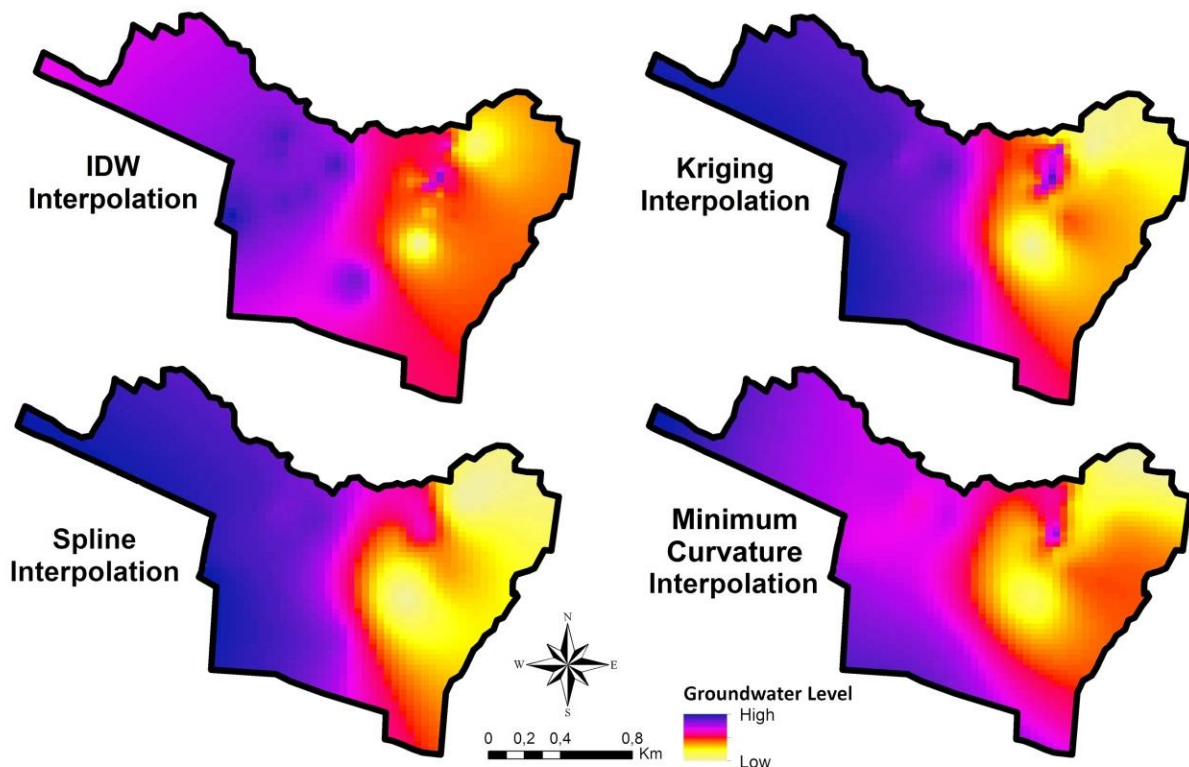 IDW
Interpolation
Kriging
Interpolation
Spline
Interpolation
Minimum
Curvature
Interpolation
N
W E
S
0 0,2 0,4 0,8
Km
Groundwater Level
High
Low